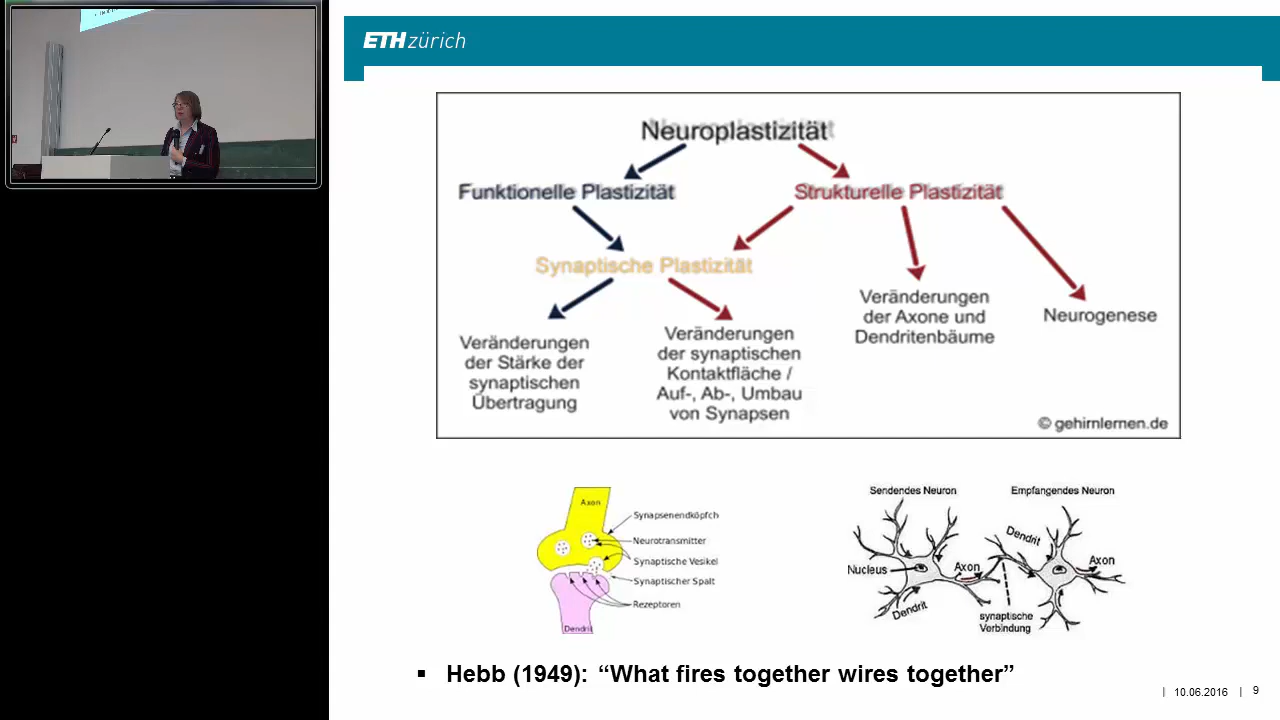 ETH zürich
Neuroplastizität
Funktionelle Plastizität
Strukturelle Plastizität
Synaptische Plastizität
Veränderungen
der Stärke der
synaptischen
Übertragung
Veränderungen
der synaptischen
Kontaktfläche /
Auf-, Ab-, Umbau
von Synapsen
Veränderungen
der Axone und
Dendritenbäume
Neurogenese
© gehirnlernen.de
Axon
Synapsenendköpfch
Neurotransmitter
Synaptische Vesikel
Synaptischer Spalt
Rezeptoren
Dendrit
Sendendes Neuron
Empfangendes Neuron
Dendrit
Nucleus
Axon
Axon
Dendrit
synaptische
Verbindung
▪ Hebb (1949): “What fires together wires together”
| 10.06.2016 | 9